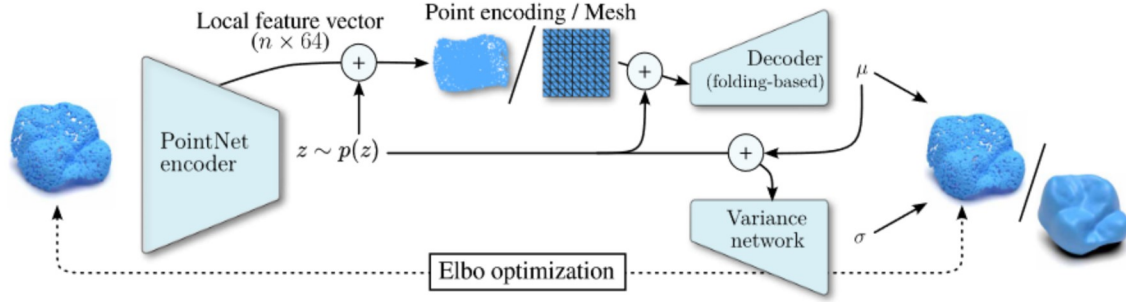 Local feature vector
(n × 64)
Point encoding / Mesh
+
+
Decoder
(folding-based)
μ
PointNet
encoder
z ∼ p(z)
+
Variance
network
σ
Elbo optimization